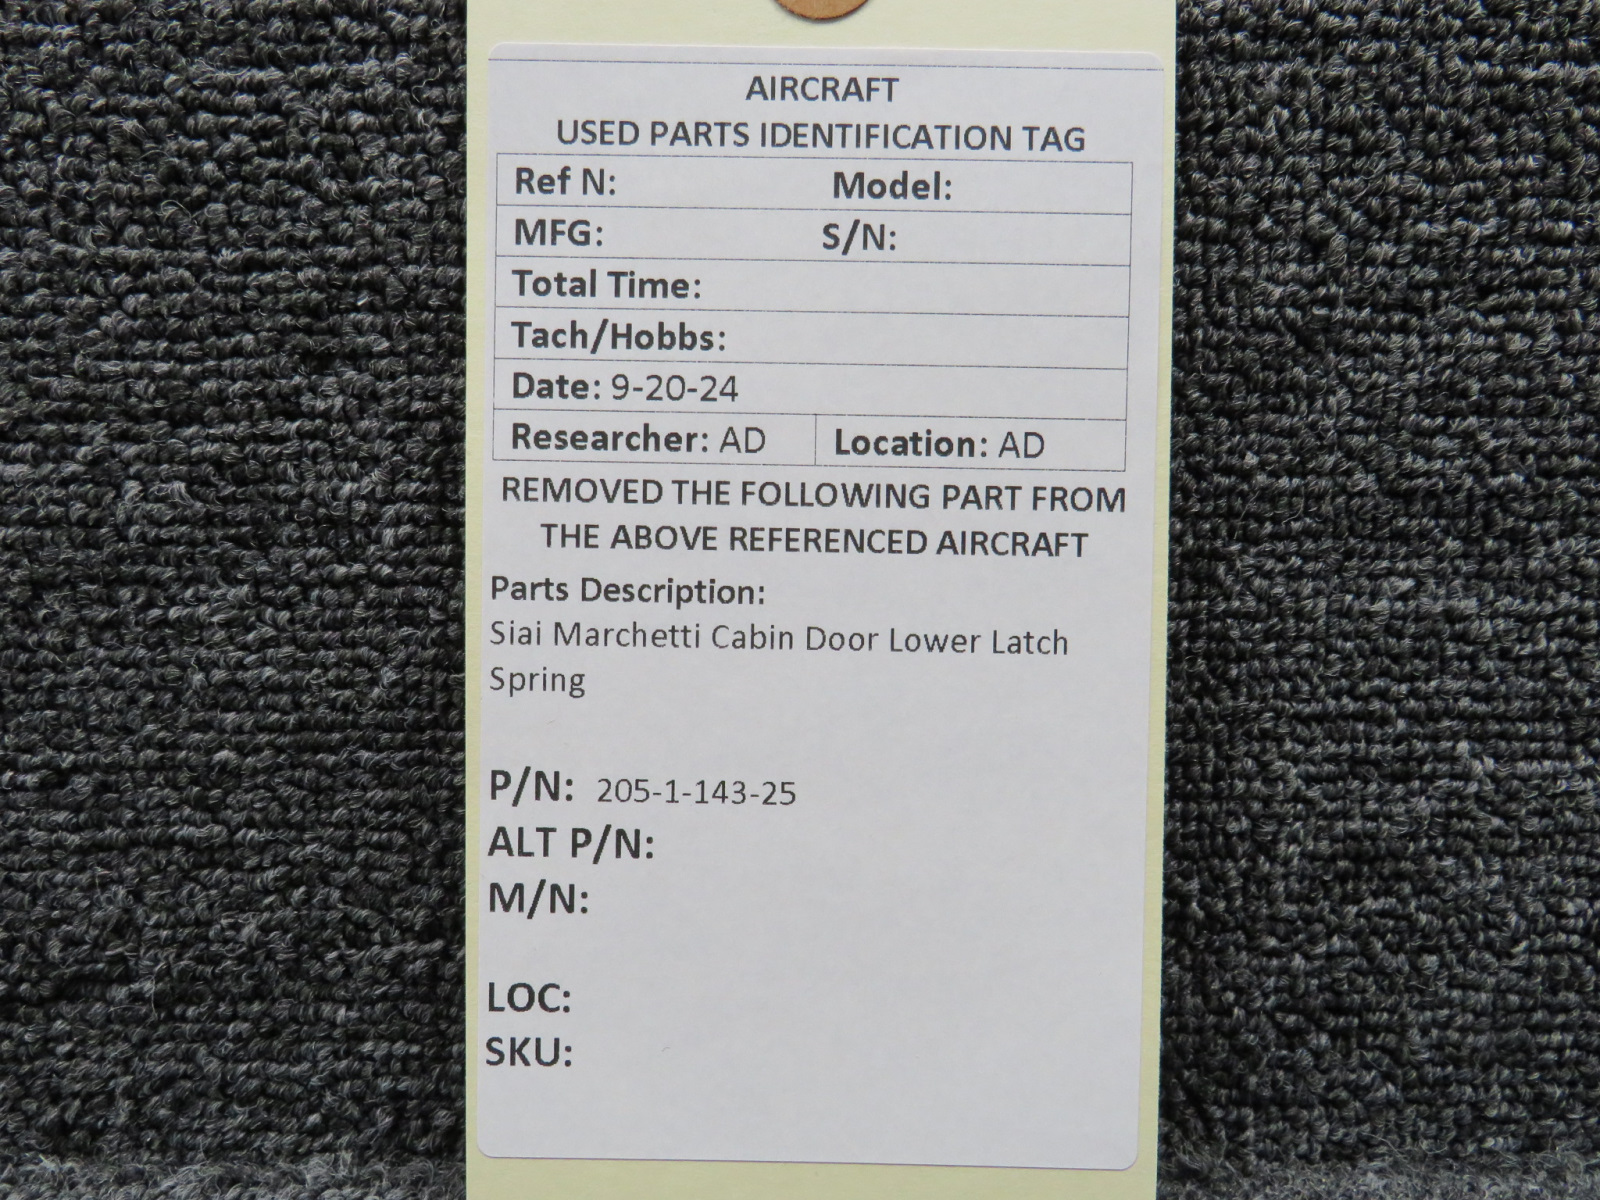 AIRCRAFT
USED PARTS IDENTIFICATION TAG
Ref N: Model:
MFG: S/N:
Total Time:
Tach/Hobbs:
Date: 9-20-24
Researcher: AD Location: AD
REMOVED THE FOLLOWING PART FROM
THE ABOVE REFERENCED AIRCRAFT
Parts Description:
Siai Marchetti Cabin Door Lower Latch
Spring
P/N: 205-1-143-25
ALT P/N:
M/N:
LOC:
SKU: